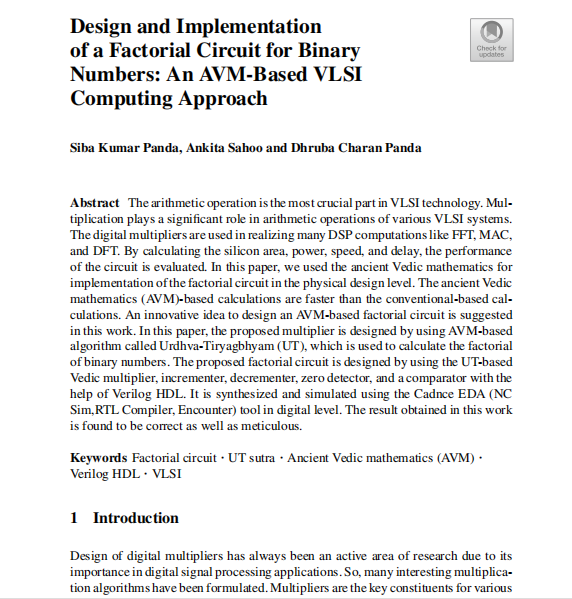 Design and Implementation
of a Factorial Circuit for Binary
Numbers: An AVM-Based VLSI
Computing Approach
Check for
updates
Siba Kumar Panda, Ankita Sahoo and Dhruba Charan Panda
Abstract The arithmetic operation is the most crucial part in VLSI technology. Mul-
tiplication plays a significant role in arithmetic operations of various VLSI systems.
The digital multipliers are used in realizing many DSP computations like FFT, MAC,
and DFT. By calculating the silicon area, power, speed, and delay, the performance
of the circuit is evaluated. In this paper, we used the ancient Vedic mathematics for
implementation of the factorial circuit in the physical design level. The ancient Vedic
mathematics (AVM)-based calculations are faster than the conventional-based cal-
culations. An innovative idea to design an AVM-based factorial circuit is suggested
in this work. In this paper, the proposed multiplier is designed by using AVM-based
algorithm called Urdhva-Tiryagbhyam (UT), which is used to calculate the factorial
of binary numbers. The proposed factorial circuit is designed by using the UT-based
Vedic multiplier, incrementer, decrementer, zero detector, and a comparator with the
help of Verilog HDL. It is synthesized and simulated using the Cadnce EDA (NC
Sim,RTL Compiler, Encounter) tool in digital level. The result obtained in this work
is found to be correct as well as meticulous.
Keywords Factorial circuit · UT sutra · Ancient Vedic mathematics (AVM) ·
Verilog HDL · VLSI
1 Introduction
Design of digital multipliers has always been an active area of research due to its
importance in digital signal processing applications. So, many interesting multiplica-
tion algorithms have been formulated. Multipliers are the key constituents for various